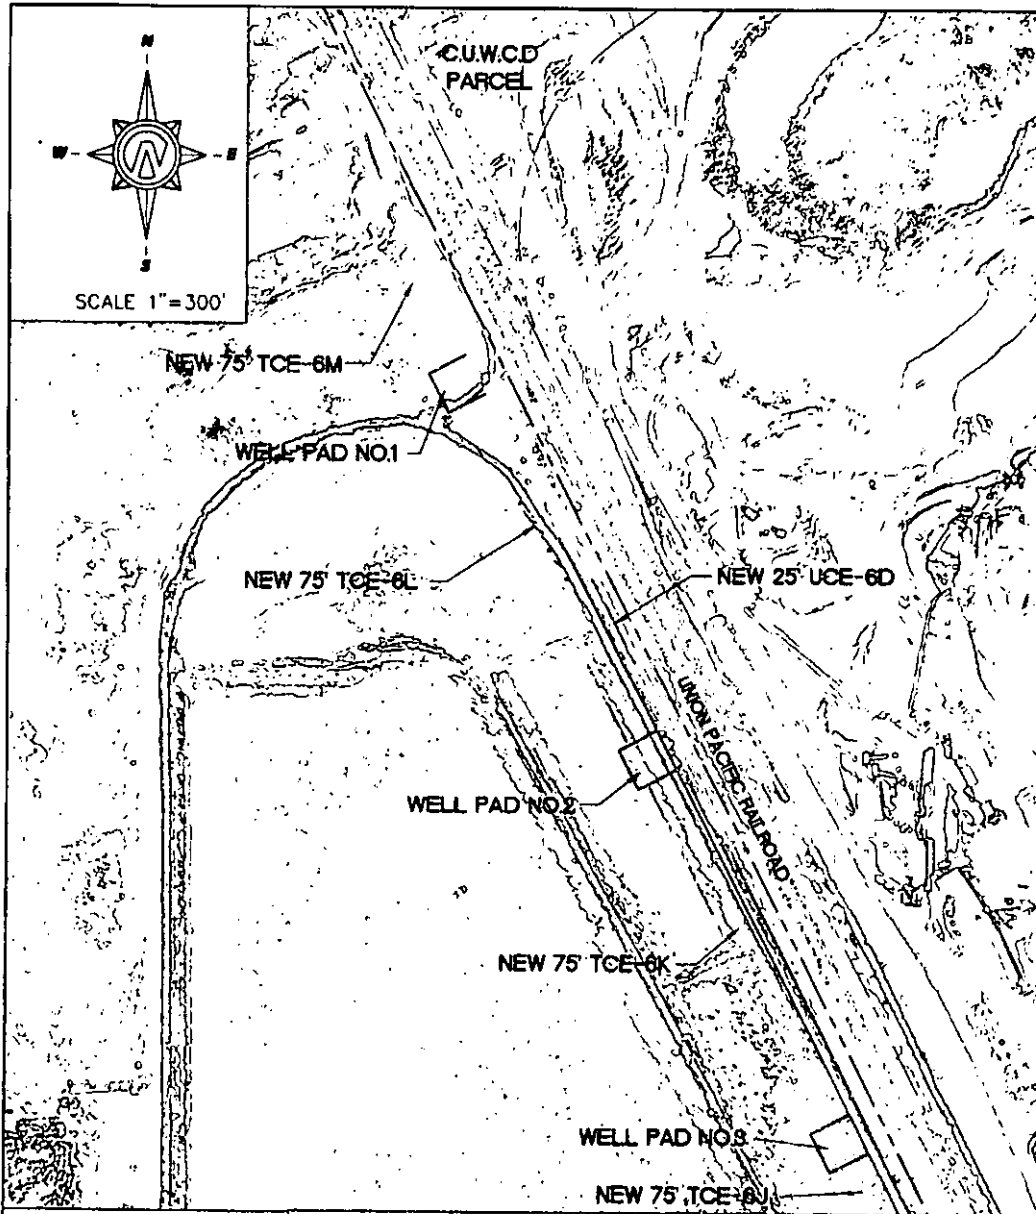 N
W
E
S
SCALE 1"=300'
C.U.W.C.D
PARCEL
NEW 75' TCE-6M
WELL PAD NO.1
NEW 75' TCE-6L
NEW 25' UCE-6D
UNION PACIFIC RAILROAD
WELL PAD NO.2
NEW 75' TCE-6K
WELL PAD NO.3
NEW 75' TCE-6J